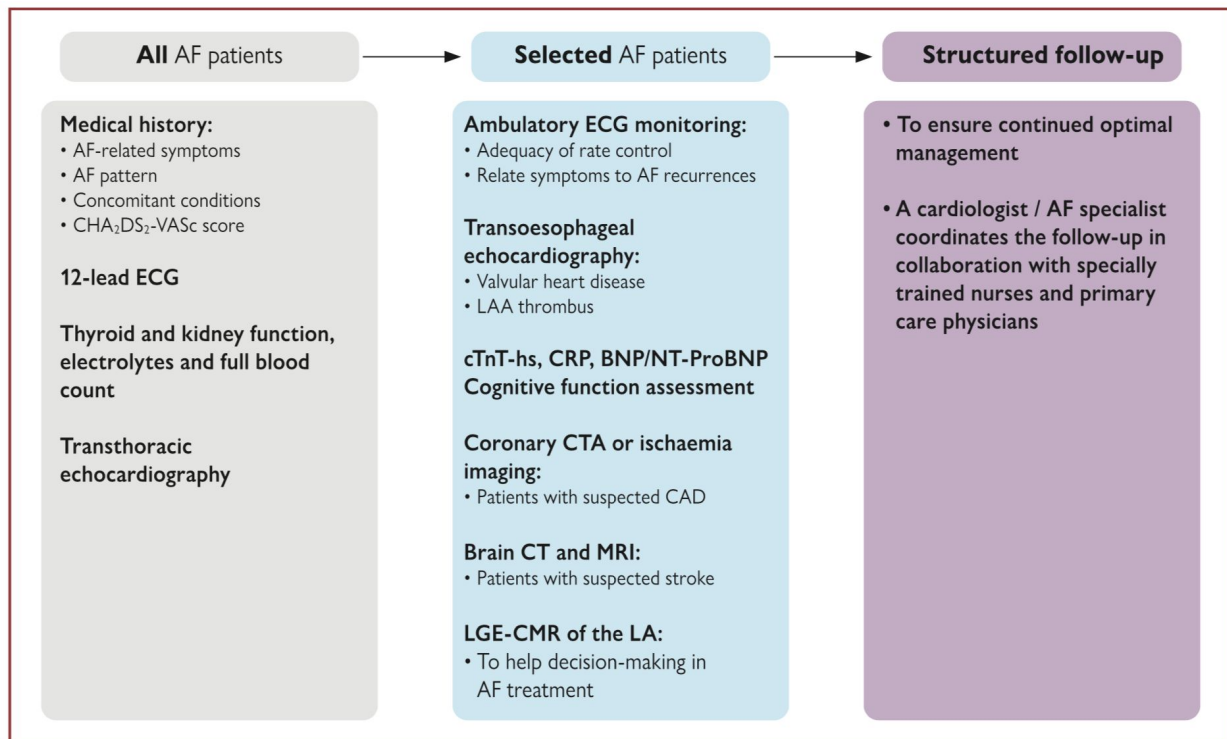 All AF patients
Selected AF patients
Structured follow-up
Medical history:
• AF-related symptoms
• AF pattern
• Concomitant conditions
• CHA₂DS₂-VASc score
12-lead ECG
Thyroid and kidney function,
electrolytes and full blood
count
Transthoracic
echocardiography
Ambulatory ECG monitoring:
• Adequacy of rate control
• Relate symptoms to AF recurrences
Transoesophageal
echocardiography:
• Valvular heart disease
• LAA thrombus
cTnT-hs, CRP, BNP/NT-ProBNP
Cognitive function assessment
Coronary CTA or ischaemia
imaging:
• Patients with suspected CAD
Brain CT and MRI:
• Patients with suspected stroke
LGE-CMR of the LA:
• To help decision-making in
AF treatment
• To ensure continued optimal
management
• A cardiologist / AF specialist
coordinates the follow-up in
collaboration with specially
trained nurses and primary
care physicians